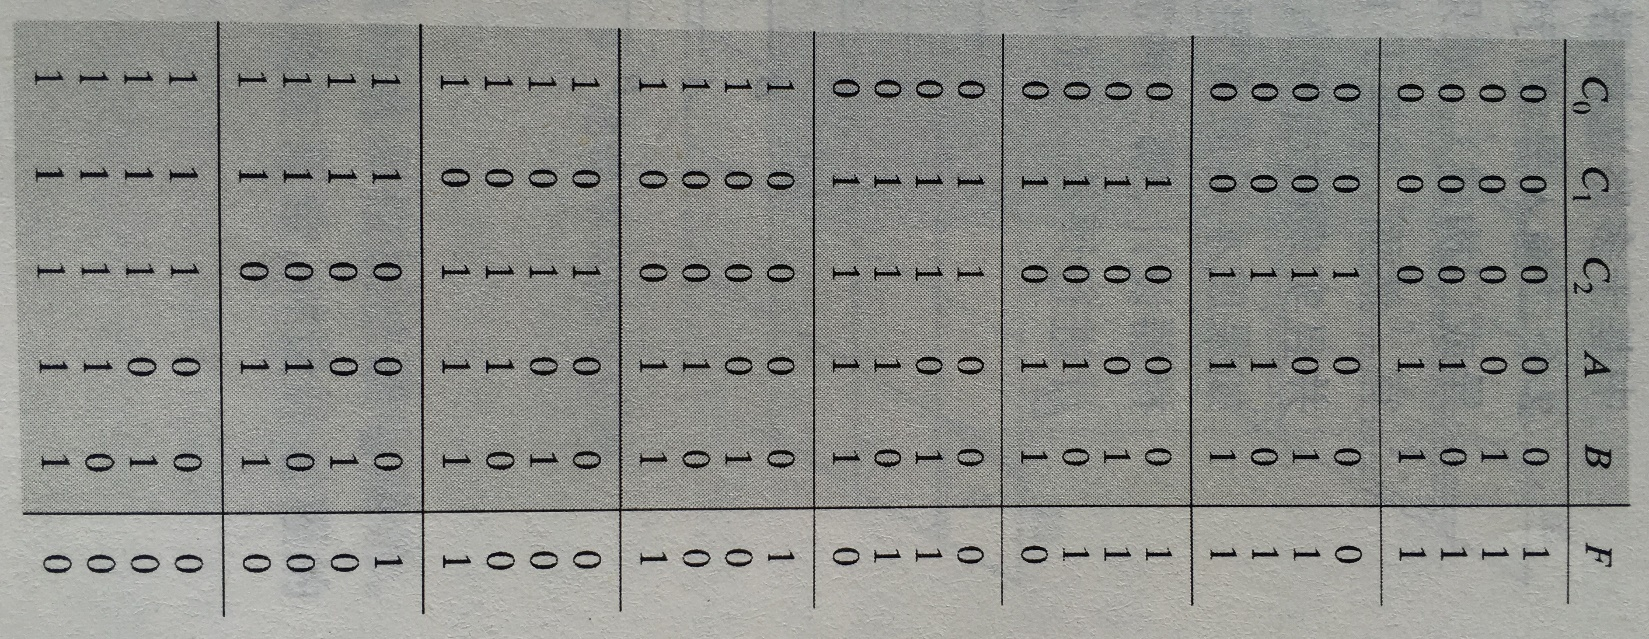 C0 C1 C2 A B F
0 0 0 0 0 1
0 0 0 0 1 1
0 0 0 1 0 1
0 0 0 1 1 1
0 0 1 0 0 0
0 0 1 0 1 1
0 0 1 1 0 1
0 0 1 1 1 1
0 1 0 0 0 1
0 1 0 0 1 1
0 1 0 1 0 1
0 1 0 1 1 0
0 1 1 0 0 0
0 1 1 0 1 1
0 1 1 1 0 1
0 1 1 1 1 0
1 0 0 0 0 1
1 0 0 0 1 0
1 0 0 1 0 0
1 0 0 1 1 1
1 0 1 0 0 0
1 0 1 0 1 0
1 0 1 1 0 0
1 0 1 1 1 1
1 1 0 0 0 1
1 1 0 0 1 0
1 1 0 1 0 0
1 1 0 1 1 0
1 1 1 0 0 0
1 1 1 0 1 0
1 1 1 1 0 0
1 1 1 1 1 0